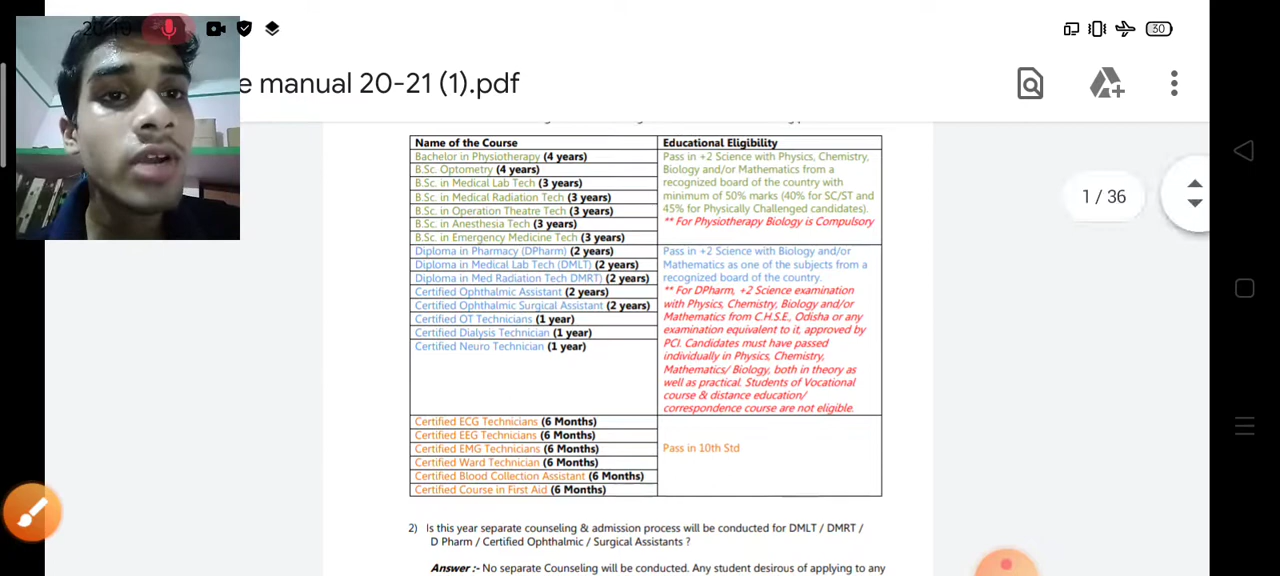 20:10
30
e manual 20-21 (1).pdf
1 / 36
Name of the Course
Educational Eligibility
Bachelor in Physiotherapy (4 years)
B.Sc. Optometry (4 years)
B.Sc. in Medical Lab Tech (3 years)
B.Sc. in Medical Radiation Tech (3 years)
B.Sc. in Operation Theatre Tech (3 years)
B.Sc. in Anesthesia Tech (3 years)
B.Sc. in Emergency Medicine Tech (3 years)
Pass in +2 Science with Physics, Chemistry,
Biology and/or Mathematics from a
recognized board of the country with
minimum of 50% marks (40% for SC/ST and
45% for Physically Challenged candidates).
** For Physiotherapy Biology is Compulsory
Diploma in Pharmacy (DPharm) (2 years)
Diploma in Medical Lab Tech (DMLT) (2 years)
Diploma in Med Radiation Tech DMRT) (2 years)
Certified Ophthalmic Assistant (2 years)
Certified Ophthalmic Surgical Assistant (2 years)
Certified OT Technicians (1 year)
Certified Dialysis Technician (1 year)
Certified Neuro Technician (1 year)
Pass in +2 Science with Biology and/or
Mathematics as one of the subjects from a
recognized board of the country.
** For DPharm, +2 Science examination
with Physics, Chemistry, Biology and/or
Mathematics from C.H.S.E, Odisha or any
examination equivalent to it, approved by
PCI. Candidates must have passed
individually in Physics, Chemistry,
Mathematics/ Biology, both in theory as
well as practical. Students of Vocational
course & distance education/
correspondence course are not eligible.
Certified ECG Technicians (6 Months)
Certified EEG Technicians (6 Months)
Certified EMG Technicians (6 Months)
Certified Ward Technician (6 Months)
Certified Blood Collection Assistant (6 Months)
Certified Course in First Aid (6 Months)
Pass in 10th Std
2) Is this year separate counseling & admission process will be conducted for DMLT / DMRT /
D Pharm / Certified Ophthalmic / Surgical Assistants ?
Answer :- No separate Counseling will be conducted. Any student desirous of applying to any